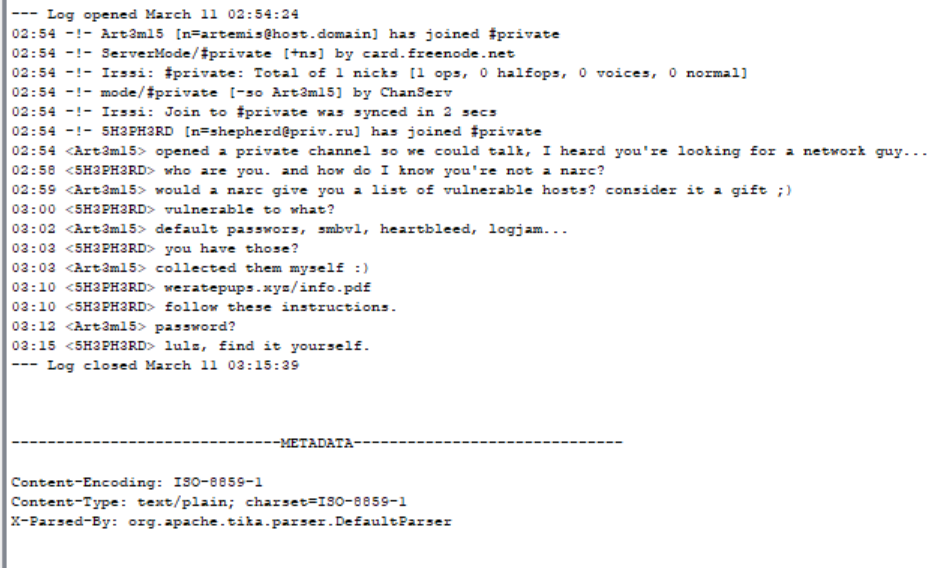 --- Log opened March 11 02:54:24
02:54 -!- Art3m15 [n=artemis@host.domain] has joined #private
02:54 -!- ServerMode/#private [+ns] by card.freenode.net
02:54 -!- Irssi: #private: Total of 1 nicks [1 ops, 0 halfops, 0 voices, 0 normal]
02:54 -!- mode/#private [-so Art3m15] by ChanServ
02:54 -!- Irssi: Join to #private was synced in 2 secs
02:54 -!- 5H3PH3RD [n=shepherd@priv.ru] has joined #private
02:54 <Art3m15> opened a private channel so we could talk, I heard you're looking for a network guy...
02:58 <5H3PH3RD> who are you. and how do I know you're not a narc?
02:59 <Art3m15> would a narc give you a list of vulnerable hosts? consider it a gift ;)
03:00 <5H3PH3RD> vulnerable to what?
03:02 <Art3m15> default passwors, smbv1, heartbleed, logjam...
03:03 <5H3PH3RD> you have those?
03:03 <Art3m15> collected them myself :)
03:10 <5H3PH3RD> weratepups.xyz/info.pdf
03:10 <5H3PH3RD> follow these instructions.
03:12 <Art3m15> password?
03:15 <5H3PH3RD> lulz, find it yourself.
--- Log closed March 11 03:15:39
------------------------------METADATA------------------------------
Content-Encoding: ISO-8859-1
Content-Type: text/plain; charset=ISO-8859-1
X-Parsed-By: org.apache.tika.parser.DefaultParser